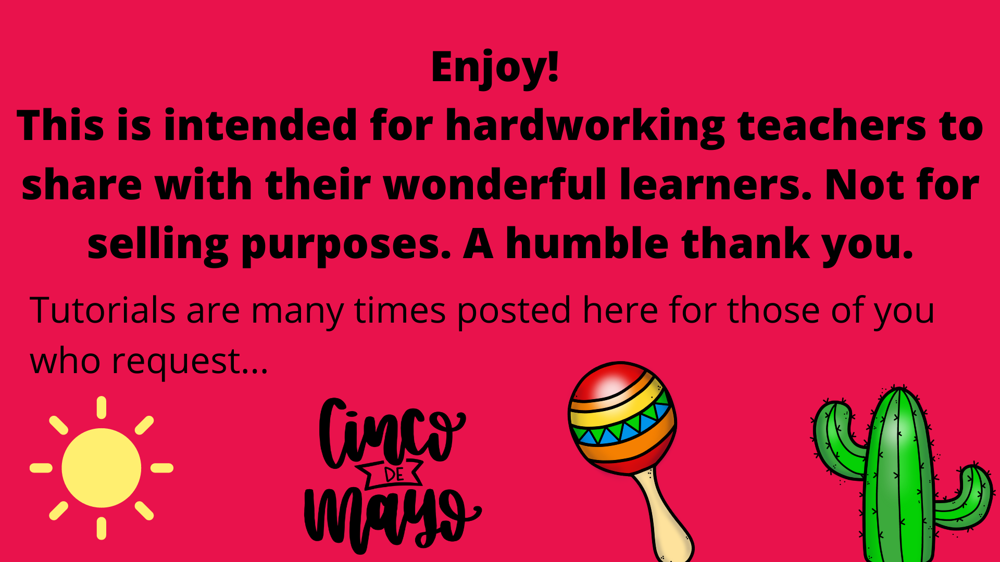 Enjoy!
This is intended for hardworking teachers to
share with their wonderful learners. Not for
selling purposes. A humble thank you.
Tutorials are many times posted here for those of you
who request...
Cinco
DE
mayo